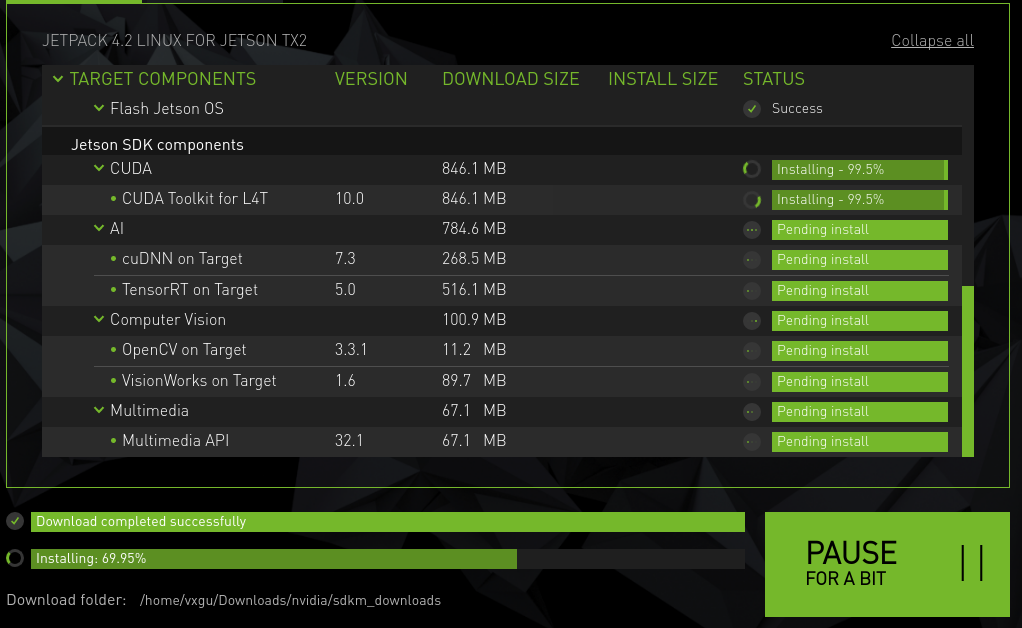 JETPACK 4.2 LINUX FOR JETSON TX2 Collapse all
TARGET COMPONENTS VERSION DOWNLOAD SIZE INSTALL SIZE STATUS
Flash Jetson OS Success
Jetson SDK components
CUDA 846.1 MB Installing - 99.5%
CUDA Toolkit for L4T 10.0 846.1 MB Installing - 99.5%
AI 784.6 MB Pending install
cuDNN on Target 7.3 268.5 MB Pending install
TensorRT on Target 5.0 516.1 MB Pending install
Computer Vision 100.9 MB Pending install
OpenCV on Target 3.3.1 11.2 MB Pending install
VisionWorks on Target 1.6 89.7 MB Pending install
Multimedia 67.1 MB Pending install
Multimedia API 32.1 67.1 MB Pending install
Download completed successfully
Installing: 69.95%
PAUSE
FOR A BIT
Download folder: /home/vxgu/Downloads/nvidia/sdkm_downloads